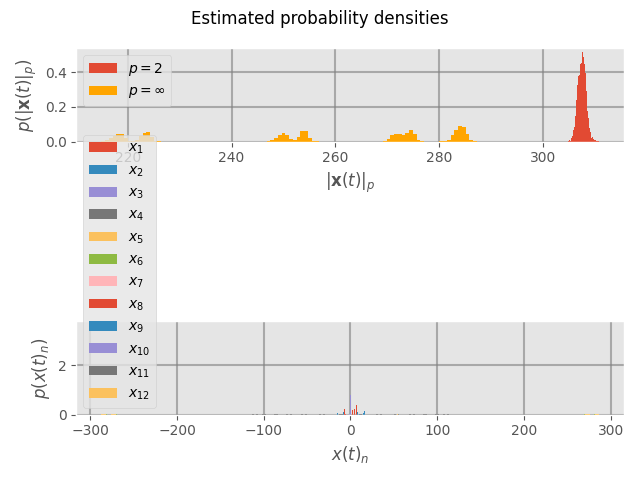 Estimated probability densities
p(|x(t)|_p)
0.4
0.2
0.0
p = 2
p = ∞
220
240
260
280
300
|x(t)|_p
x_1
x_2
x_3
x_4
x_5
x_6
x_7
x_8
x_9
x_10
x_11
x_12
p(x(t)_n)
2
0
−300
−200
−100
0
100
200
300
x(t)_n